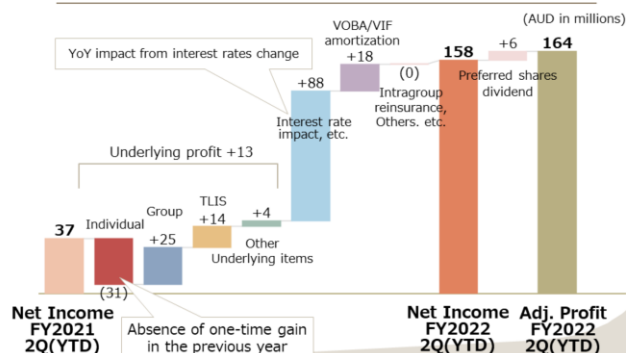 (AUD in millions)
YoY impact from interest rates change
VOBA/VIF
amortization
+18
158
+6
164
(0)
Preferred shares
dividend
+88
Intragroup
reinsurance,
Others. etc.
Interest rate
impact, etc.
Underlying profit +13
37
Individual
Group
TLIS
+25
+14
+4
Other
Underlying items
(31)
Net Income
FY2021
2Q(YTD)
Absence of one-time gain
in the previous year
Net Income
FY2022
2Q(YTD)
Adj. Profit
FY2022
2Q(YTD)